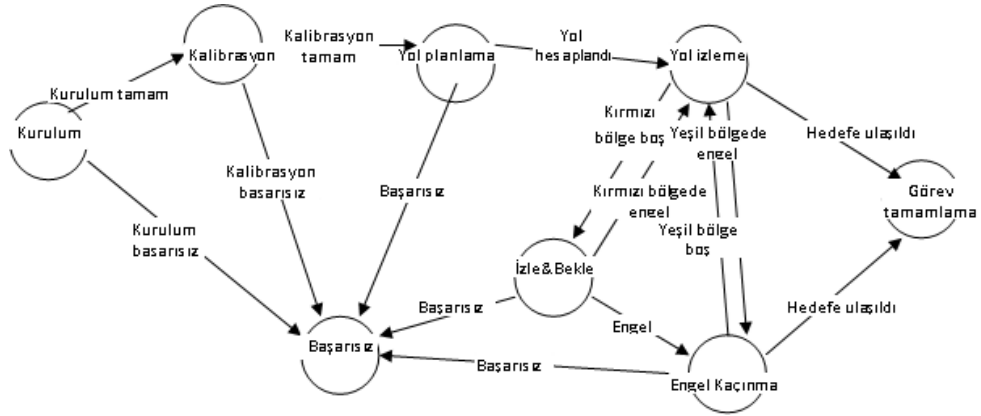 Kurulum
Kurulum tamam
Kalibrasyon
Kalibrasyon
tamam
Yol planlama
Yol
hesaplandı
Yol izleme
Kurulum
basarısız
Kalibrasyon
basarısız
Başarısız
Kırmızı
bölge boş
Yeşil bölgede
engel
Kırmızı bölgede
engel
Yeşil bölge
boş
Hedefe ulaşıldı
Görev
tamamlama
İzle&Bekle
Başarısız
Engel
Hedefe ulaşıldı
Başarısız
Başarısız
Engel Kaçınma